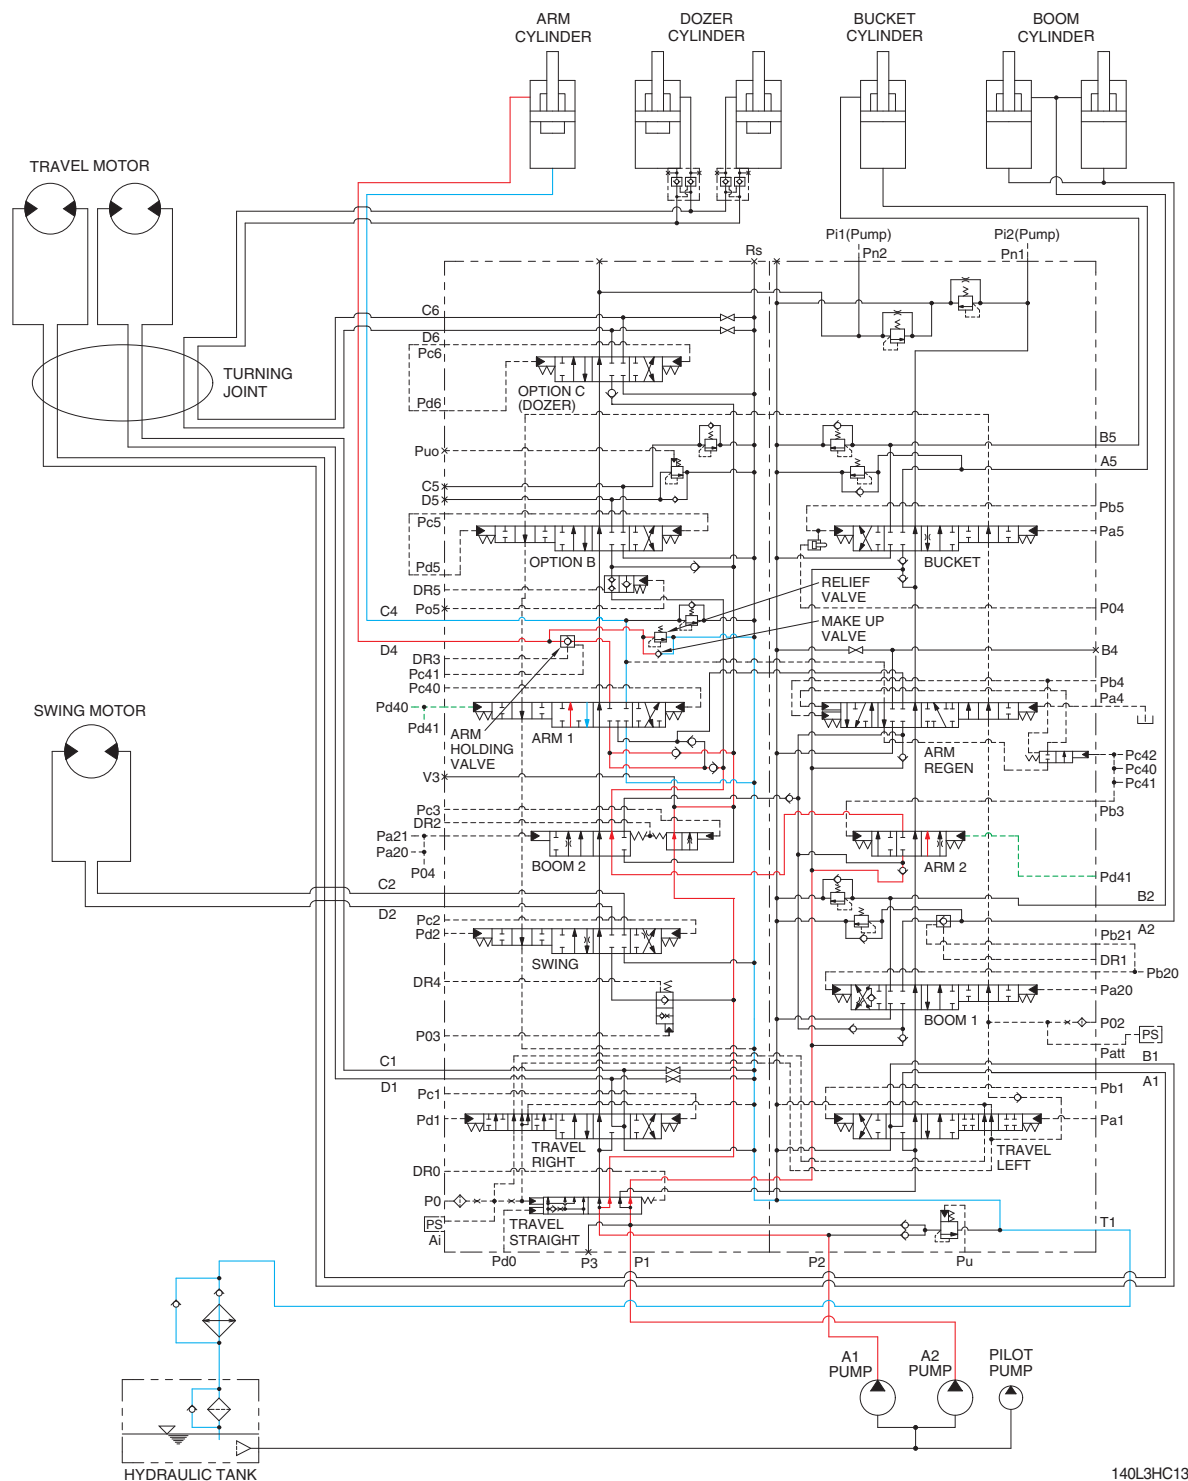 ARM
CYLINDER
DOZER
CYLINDER
BUCKET
CYLINDER
BOOM
CYLINDER
TRAVEL MOTOR
TURNING
JOINT
Rs
Pi1(Pump)
Pn2
Pi2(Pump)
Pn1
C6
D6
Pc6
Pd6
OPTION C
(DOZER)
Puo
C5
D5
Pc5
Pd5
OPTION B
DR5
Po5
B5
A5
Pb5
Pa5
BUCKET
P04
RELIEF
VALVE
MAKE UP
VALVE
C4
D4
DR3
Pc41
Pc40
Pd40
Pd41
ARM
HOLDING
VALVE
ARM 1
B4
Pb4
Pa4
ARM
REGEN
Pc42
Pc40
Pc41
Pb3
SWING MOTOR
V3
Pc3
DR2
Pa21
Pa20
P04
BOOM 2
ARM 2
Pd41
C2
D2
Pc2
Pd2
SWING
DR4
P03
B2
A2
Pb21
DR1
Pb20
Pa20
BOOM 1
P02
PS
Patt
C1
D1
Pc1
Pd1
TRAVEL
RIGHT
B1
A1
Pb1
Pa1
TRAVEL
LEFT
DR0
P0
PS
Ai
TRAVEL
STRAIGHT
Pd0
P3
P1
P2
Pu
T1
A1
PUMP
A2
PUMP
PILOT
PUMP
HYDRAULIC TANK
140L3HC13